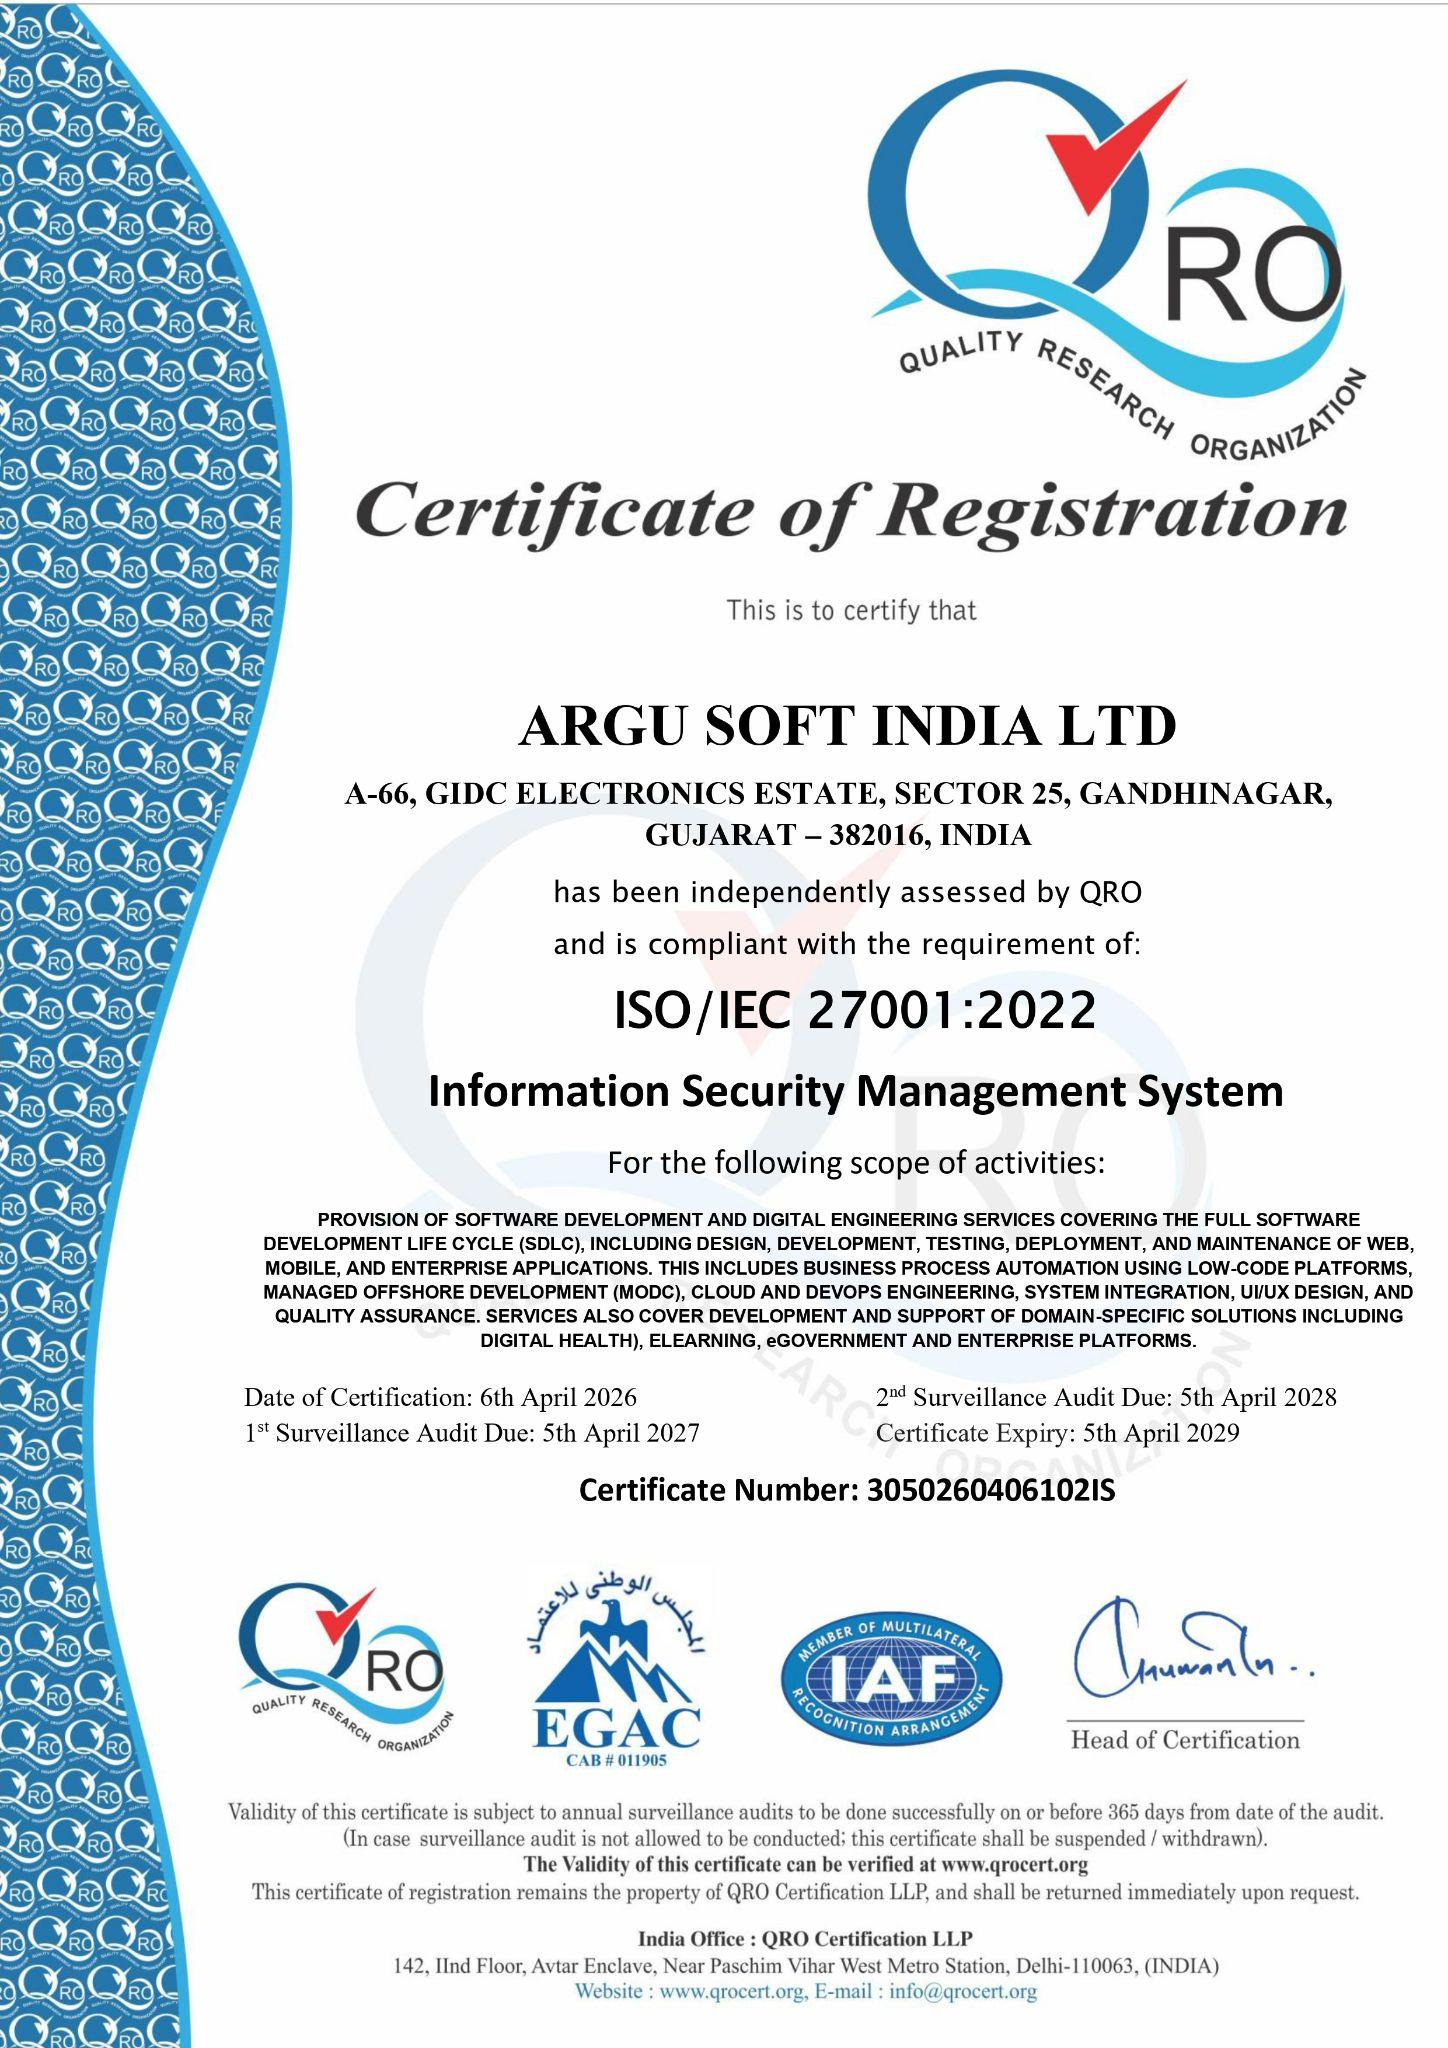 QRO
QUALITY RESEARCH ORGANIZATION
Certificate of Registration
This is to certify that
ARGU SOFT INDIA LTD
A-66, GIDC ELECTRONICS ESTATE, SECTOR 25, GANDHINAGAR,
GUJARAT – 382016, INDIA
has been independently assessed by QRO
and is compliant with the requirement of:
ISO/IEC 27001:2022
Information Security Management System
For the following scope of activities:
PROVISION OF SOFTWARE DEVELOPMENT AND DIGITAL ENGINEERING SERVICES COVERING THE FULL SOFTWARE
DEVELOPMENT LIFE CYCLE (SDLC), INCLUDING DESIGN, DEVELOPMENT, TESTING, DEPLOYMENT, AND MAINTENANCE OF WEB,
MOBILE, AND ENTERPRISE APPLICATIONS. THIS INCLUDES BUSINESS PROCESS AUTOMATION USING LOW-CODE PLATFORMS,
MANAGED OFFSHORE DEVELOPMENT (MODC), CLOUD AND DEVOPS ENGINEERING, SYSTEM INTEGRATION, UI/UX DESIGN, AND
QUALITY ASSURANCE. SERVICES ALSO COVER DEVELOPMENT AND SUPPORT OF DOMAIN-SPECIFIC SOLUTIONS INCLUDING
DIGITAL HEALTH), ELEARNING, eGOVERNMENT AND ENTERPRISE PLATFORMS.
Date of Certification: 6th April 2026
2nd Surveillance Audit Due: 5th April 2028
1st Surveillance Audit Due: 5th April 2027
Certificate Expiry: 5th April 2029
Certificate Number: 3050260406102IS
QRO
QUALITY RESEARCH ORGANIZATION
المجلس الوطنى للاعتماد
EGAC
CAB # 011905
MEMBER OF MULTILATERAL
IAF
RECOGNITION ARRANGEMENT
Head of Certification
Validity of this certificate is subject to annual surveillance audits to be done successfully on or before 365 days from date of the audit.
(In case surveillance audit is not allowed to be conducted; this certificate shall be suspended / withdrawn).
The Validity of this certificate can be verified at www.qrocert.org
This certificate of registration remains the property of QRO Certification LLP, and shall be returned immediately upon request.
India Office : QRO Certification LLP
142, IInd Floor, Avtar Enclave, Near Paschim Vihar West Metro Station, Delhi-110063, (INDIA)
Website : www.qrocert.org, E-mail : info@qrocert.org